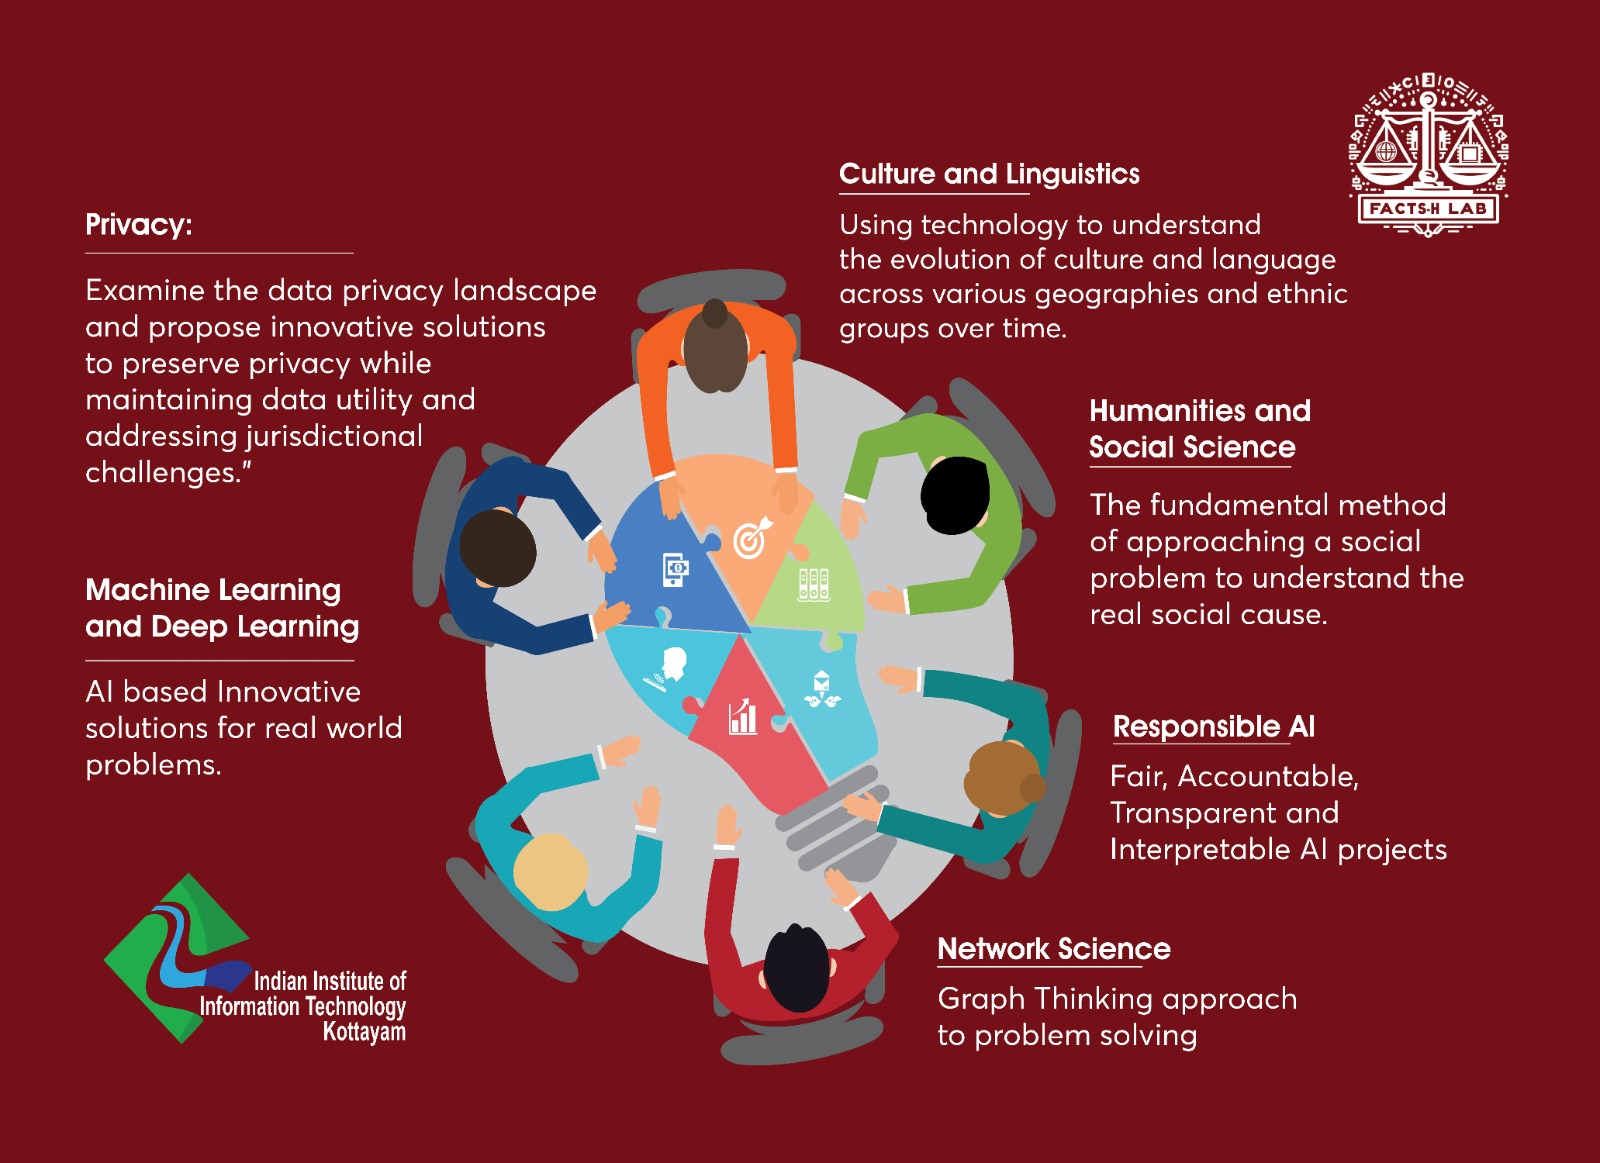 Privacy:
Examine the data privacy landscape
and propose innovative solutions
to preserve privacy while
maintaining data utility and
addressing jurisdictional
challenges.”
Machine Learning
and Deep Learning
AI based Innovative
solutions for real world
problems.
Indian Institute of
Information Technology
Kottayam
FACTS-H LAB
Culture and Linguistics
Using technology to understand
the evolution of culture and language
across various geographies and ethnic
groups over time.
Humanities and
Social Science
The fundamental method
of approaching a social
problem to understand the
real social cause.
Responsible AI
Fair, Accountable,
Transparent and
Interpretable AI projects
Network Science
Graph Thinking approach
to problem solving